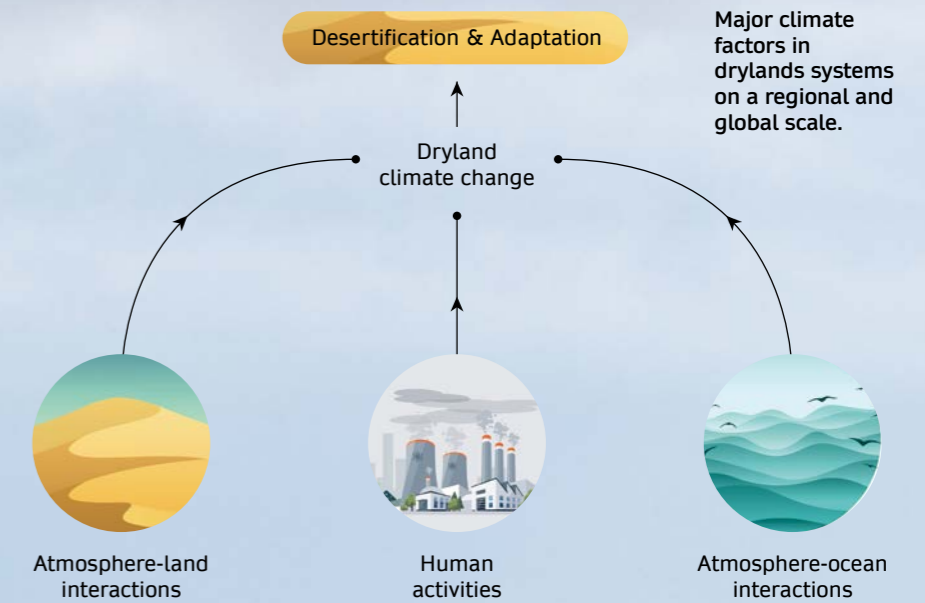 Desertification & Adaptation
Major climate
factors in
drylands systems
on a regional and
global scale.
Dryland
climate change
Atmosphere-land
interactions
Human
activities
Atmosphere-ocean
interactions